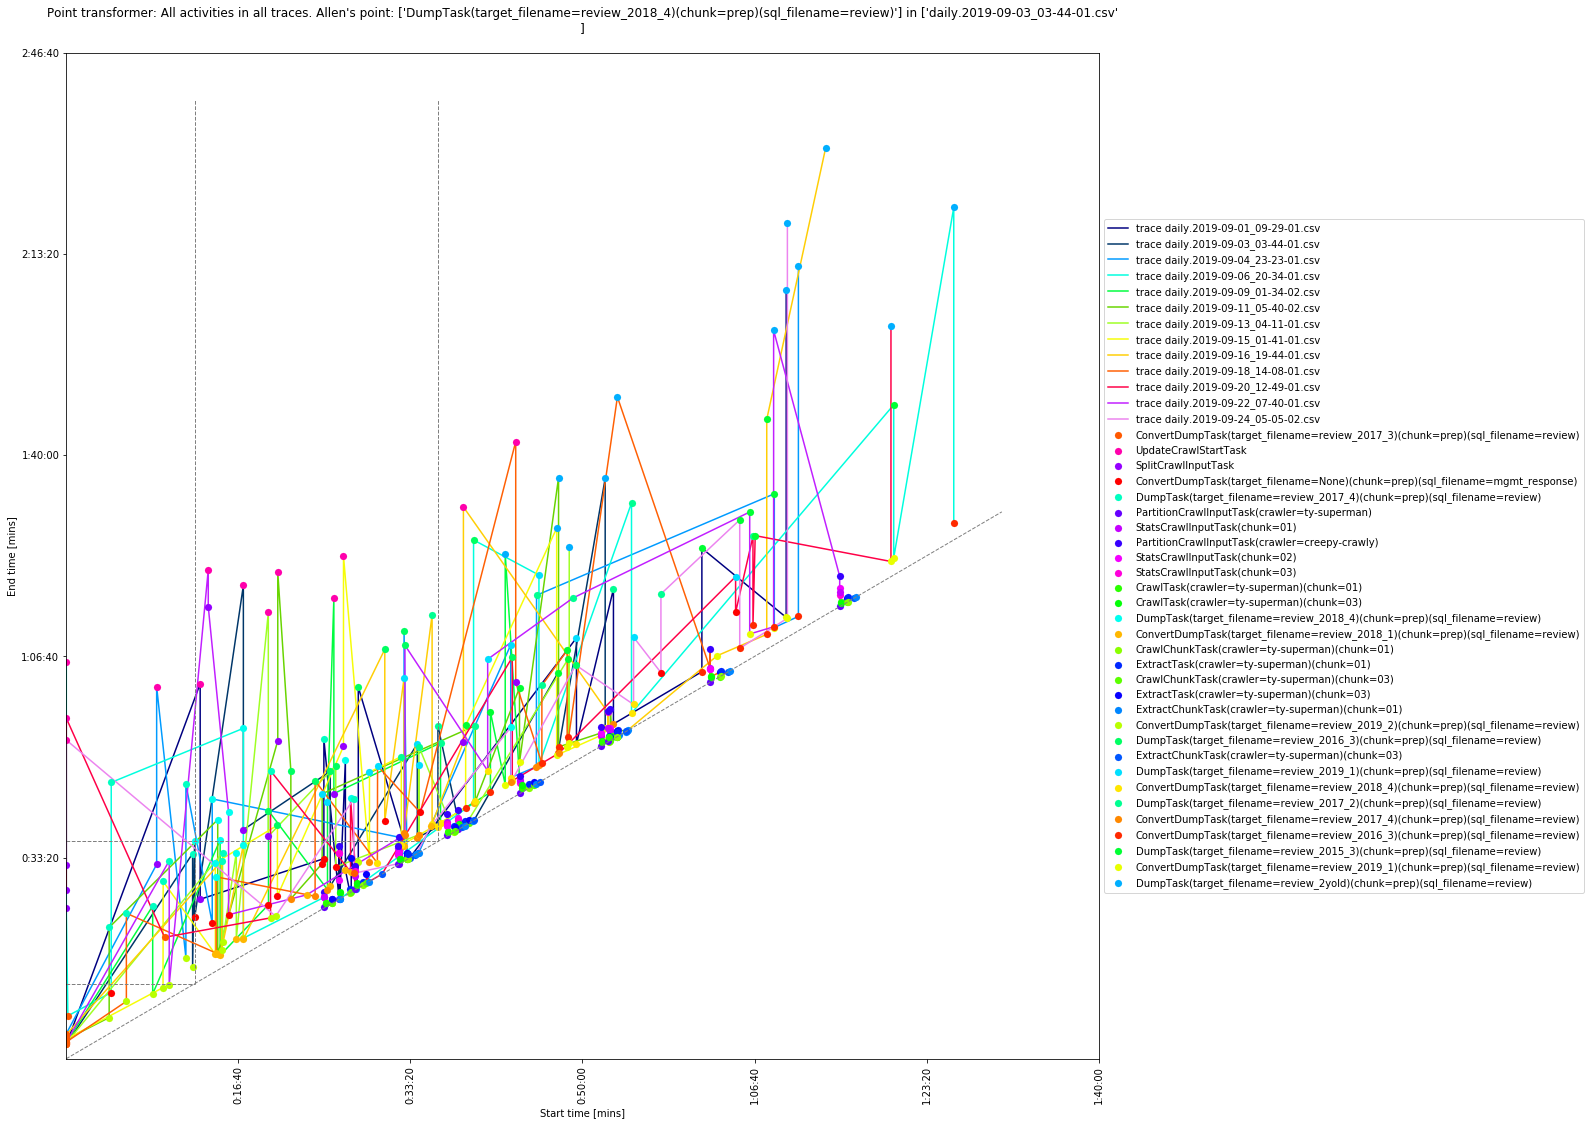 Point transformer: All activities in all traces. Allen's point: ['DumpTask(target_filename=review_2018_4)(chunk=prep)(sql_filename=review)'] in ['daily.2019-09-03_03-44-01.csv'
]
2:46:40
2:13:20
1:40:00
1:06:40
0:33:20
End time [mins]
0:16:40
0:33:20
0:50:00
1:06:40
1:23:20
1:40:00
Start time [mins]
trace daily.2019-09-01_09-29-01.csv
trace daily.2019-09-03_03-44-01.csv
trace daily.2019-09-04_23-23-01.csv
trace daily.2019-09-06_20-34-01.csv
trace daily.2019-09-09_01-34-02.csv
trace daily.2019-09-11_05-40-02.csv
trace daily.2019-09-13_04-11-01.csv
trace daily.2019-09-15_01-41-01.csv
trace daily.2019-09-16_19-44-01.csv
trace daily.2019-09-18_14-08-01.csv
trace daily.2019-09-20_12-49-01.csv
trace daily.2019-09-22_07-40-01.csv
trace daily.2019-09-24_05-05-02.csv
ConvertDumpTask(target_filename=review_2017_3)(chunk=prep)(sql_filename=review)
UpdateCrawlStartTask
SplitCrawlInputTask
ConvertDumpTask(target_filename=None)(chunk=prep)(sql_filename=mgmt_response)
DumpTask(target_filename=review_2017_4)(chunk=prep)(sql_filename=review)
PartitionCrawlInputTask(crawler=ty-superman)
StatsCrawlInputTask(chunk=01)
PartitionCrawlInputTask(crawler=creepy-crawly)
StatsCrawlInputTask(chunk=02)
StatsCrawlInputTask(chunk=03)
CrawlTask(crawler=ty-superman)(chunk=01)
CrawlTask(crawler=ty-superman)(chunk=03)
DumpTask(target_filename=review_2018_4)(chunk=prep)(sql_filename=review)
ConvertDumpTask(target_filename=review_2018_1)(chunk=prep)(sql_filename=review)
CrawlChunkTask(crawler=ty-superman)(chunk=01)
ExtractTask(crawler=ty-superman)(chunk=01)
CrawlChunkTask(crawler=ty-superman)(chunk=03)
ExtractTask(crawler=ty-superman)(chunk=03)
ExtractChunkTask(crawler=ty-superman)(chunk=01)
ConvertDumpTask(target_filename=review_2019_2)(chunk=prep)(sql_filename=review)
DumpTask(target_filename=review_2016_3)(chunk=prep)(sql_filename=review)
ExtractChunkTask(crawler=ty-superman)(chunk=03)
DumpTask(target_filename=review_2019_1)(chunk=prep)(sql_filename=review)
ConvertDumpTask(target_filename=review_2018_4)(chunk=prep)(sql_filename=review)
DumpTask(target_filename=review_2017_2)(chunk=prep)(sql_filename=review)
ConvertDumpTask(target_filename=review_2017_4)(chunk=prep)(sql_filename=review)
ConvertDumpTask(target_filename=review_2016_3)(chunk=prep)(sql_filename=review)
DumpTask(target_filename=review_2015_3)(chunk=prep)(sql_filename=review)
ConvertDumpTask(target_filename=review_2019_1)(chunk=prep)(sql_filename=review)
DumpTask(target_filename=review_2yold)(chunk=prep)(sql_filename=review)